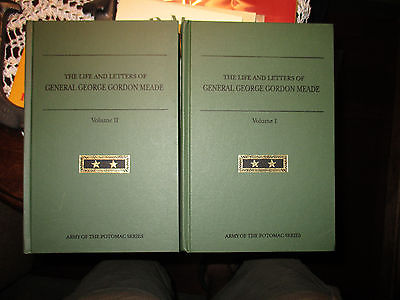 THE LIFE AND LETTERS OF
GENERAL GEORGE GORDON MEADE
Volume II
ARMY OF THE POTOMAC SERIES
THE LIFE AND LETTERS OF
GENERAL GEORGE GORDON MEADE
Volume I
ARMY OF THE POTOMAC SERIES